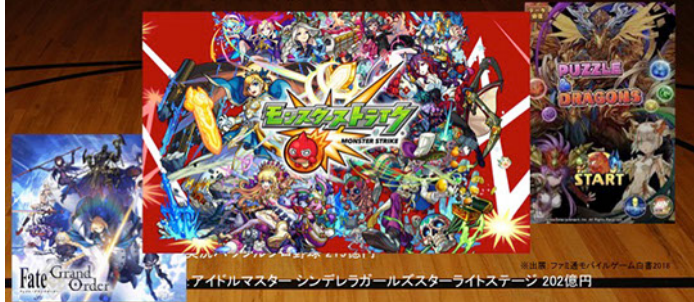 モンスターストライク
MONSTER STRIKE
PUZZLE
&
DRAGONS
START
Fate Grand
Order
※出展:ファミ通モバイルゲーム白書2018
アイドルマスター シンデレラガールズスターライトステージ 202億円